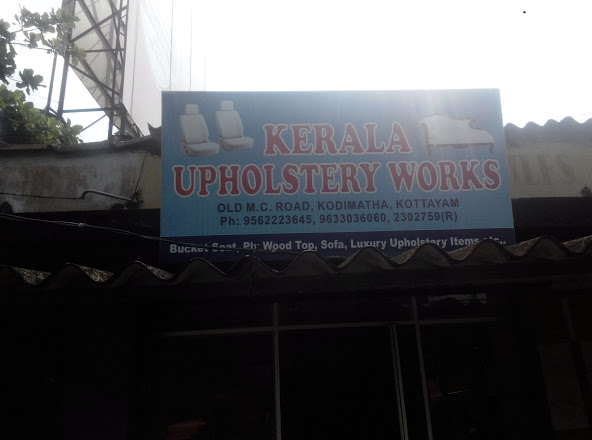 KERALA
UPHOLSTERY WORKS
OLD M.C. ROAD, KODIMATHA, KOTTAYAM
Ph: 9562223645, 9633036060, 2302759(R)
Bucket Seat, Ply Wood Top, Sofa, Luxury Upholstery Items